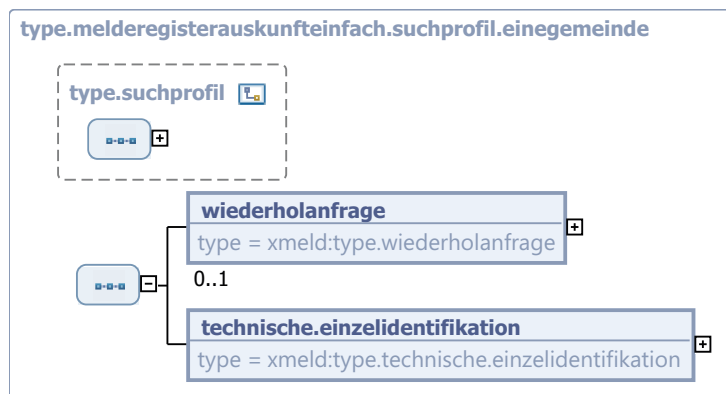 type.melderegisterauskunfteinfach.suchprofil.einegemeinde
type.suchprofil
wiederholanfrage
type = xmeld:type.wiederholanfrage
0..1
technische.einzelidentifikation
type = xmeld:type.technische.einzelidentifikation